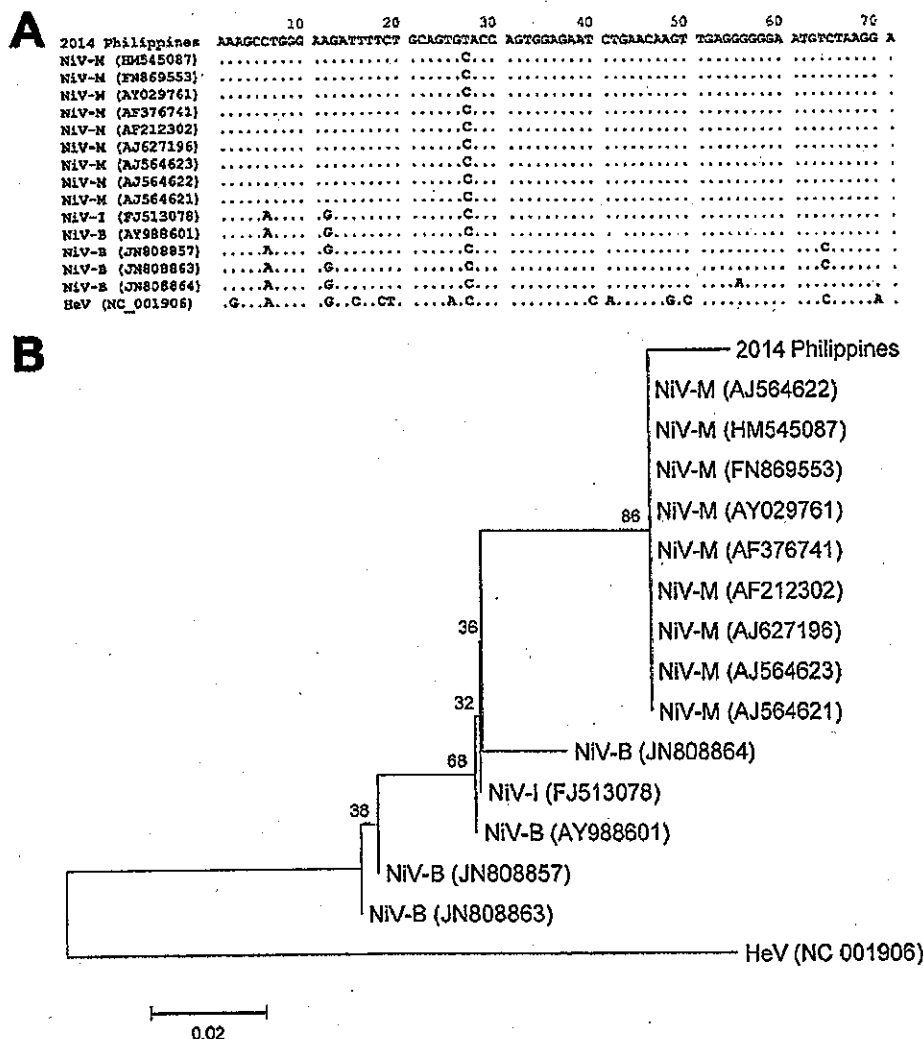 A
10 20 30 40 50 60 70
2014 Philippines AAAGCCTGGG AAGATTTTCT GCAGTGTACC AGTGGAGAAT CTGAACAAGT TGAGGGGGGA ATGTCTAAGG A
NiV-M (HM545087) .......... .......... ......C... .......... .......... .......... .......... .
NiV-M (FN869553) .......... .......... ......C... .......... .......... .......... .......... .
NiV-M (AY029761) .......... .......... ......C... .......... .......... .......... .......... .
NiV-M (AF376741) .......... .......... ......C... .......... .......... .......... .......... .
NiV-M (AF212302) .......... .......... ......C... .......... .......... .......... .......... .
NiV-M (AJ627196) .......... .......... ......C... .......... .......... .......... .......... .
NiV-M (AJ564623) .......... .......... ......C... .......... .......... .......... .......... .
NiV-M (AJ564622) .......... .......... ......C... .......... .......... .......... .......... .
NiV-M (AJ564621) .......... .......... ......C... .......... .......... .......... .......... .
NiV-I (FJ513078) .....A.... .G........ ......C... .......... .......... .......... .......... .
NiV-B (AY988601) .....A.... .G........ ......C... .......... .......... .......... .......... .
NiV-B (JN808857) .....A.... .G........ ......C... .......... .......... .......... ...C...... .
NiV-B (JN808863) .....A.... .G........ ......C... .......... .......... .......... ...C...... .
NiV-B (JN808864) .....A.... .G........ ......C... .......... .......... ....A..... .......... .
HeV (NC_001906) .G...A.... .G..C..CT. ....A.C... .........C .A.....G.C .......... ...C.....A .
B
2014 Philippines
NiV-M (AJ564622)
NiV-M (HM545087)
NiV-M (FN869553)
NiV-M (AY029761)
86
NiV-M (AF376741)
NiV-M (AF212302)
NiV-M (AJ627196)
36
NiV-M (AJ564623)
NiV-M (AJ564621)
32
NiV-B (JN808864)
68
NiV-I (FJ513078)
NiV-B (AY988601)
38
NiV-B (JN808857)
NiV-B (JN808863)
HeV (NC 001906)
0.02